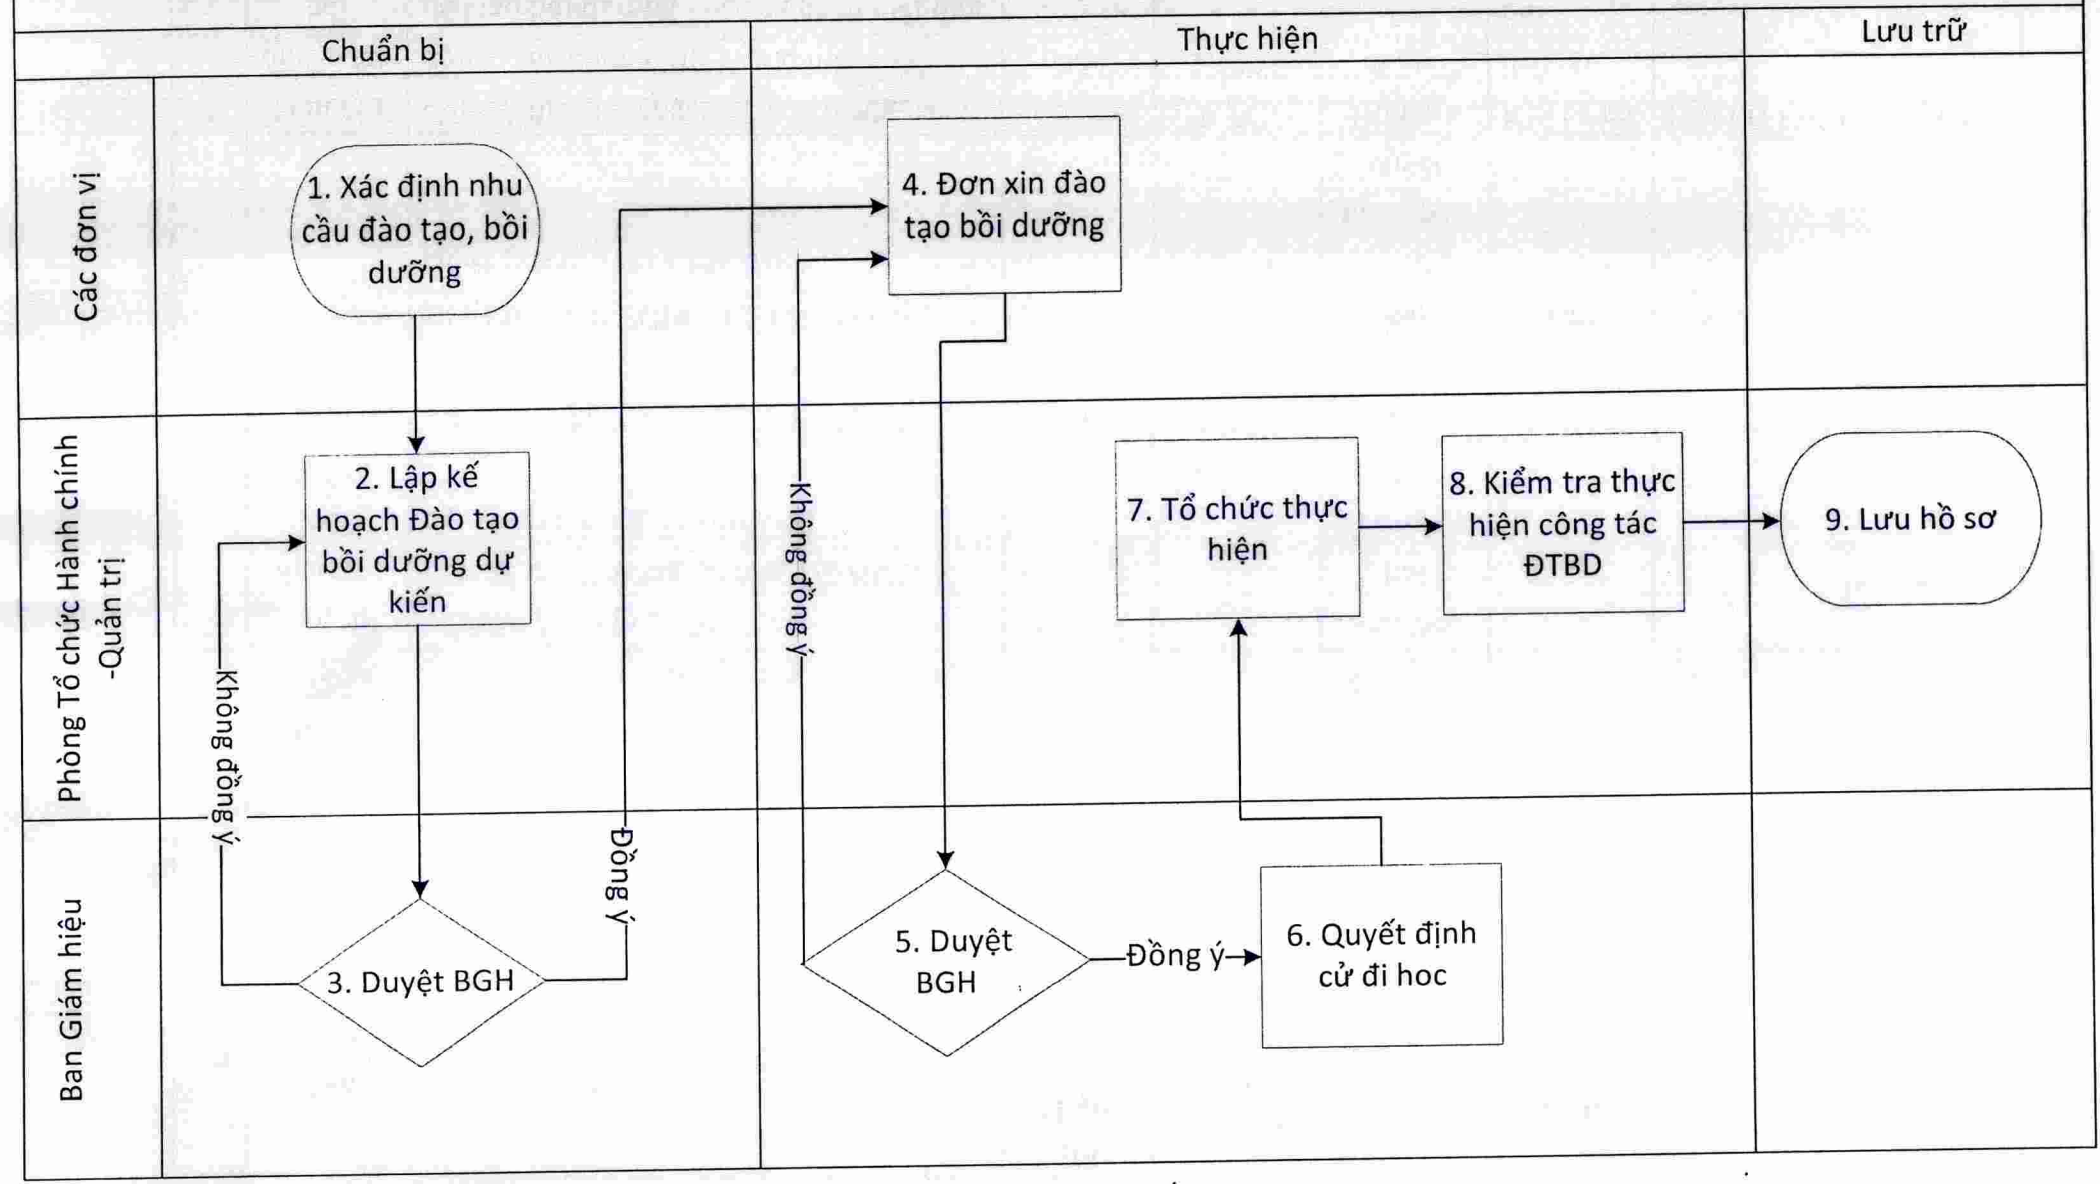 Chuẩn bị
Thực hiện
Lưu trữ
Các đơn vị
1. Xác định nhu
cầu đào tạo, bồi
dưỡng
4. Đơn xin đào
tạo bồi dưỡng
Phòng Tổ chức Hành chính
-Quản trị
2. Lập kế
hoạch Đào tạo
bồi dưỡng dự
kiến
Không đồng ý
Không đồng ý
7. Tổ chức thực
hiện
8. Kiểm tra thực
hiện công tác
ĐTBD
9. Lưu hồ sơ
Ban Giám hiệu
3. Duyệt BGH
Đồng ý
5. Duyệt
BGH
Đồng ý
6. Quyết định
cử đi hoc